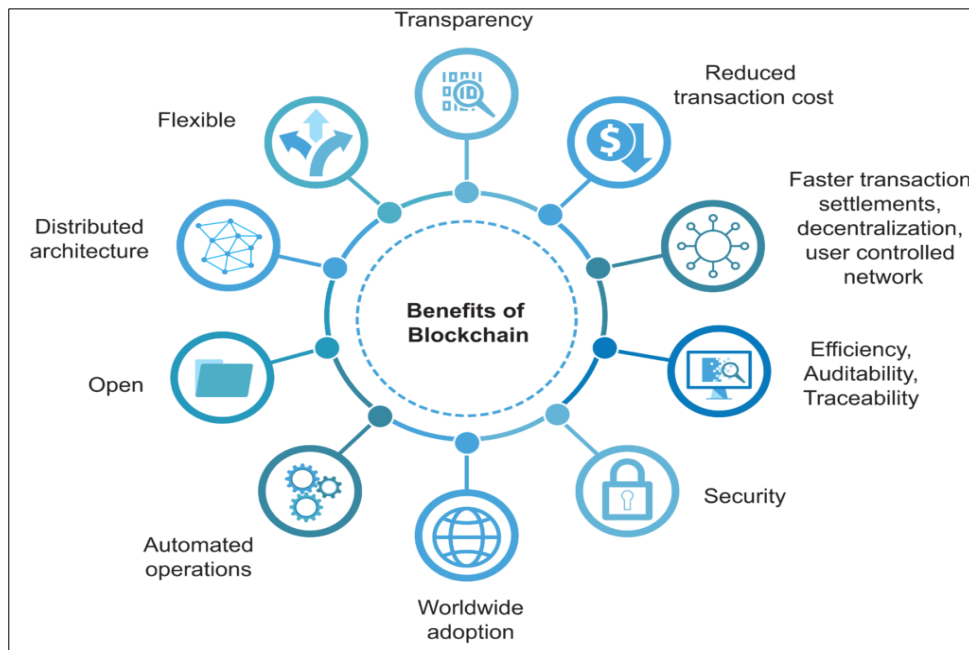 Transparency
Reduced
transaction cost
Faster transaction
settlements,
decentralization,
user controlled
network
Efficiency,
Auditability,
Traceability
Security
Worldwide
adoption
Automated
operations
Open
Distributed
architecture
Flexible
Benefits of
Blockchain
ID
$